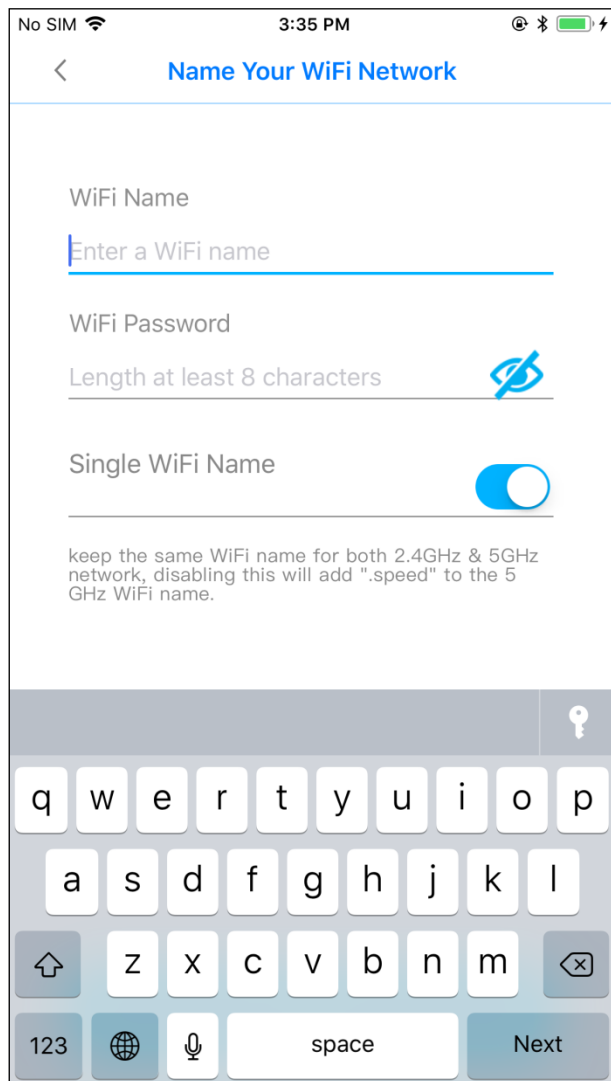 No SIM 3:35 PM
Name Your WiFi Network
WiFi Name
Enter a WiFi name
WiFi Password
Length at least 8 characters
Single WiFi Name
keep the same WiFi name for both 2.4GHz & 5GHz
network, disabling this will add ".speed" to the 5
GHz WiFi name.
q w e r t y u i o p
a s d f g h j k l
z x c v b n m
123 space Next